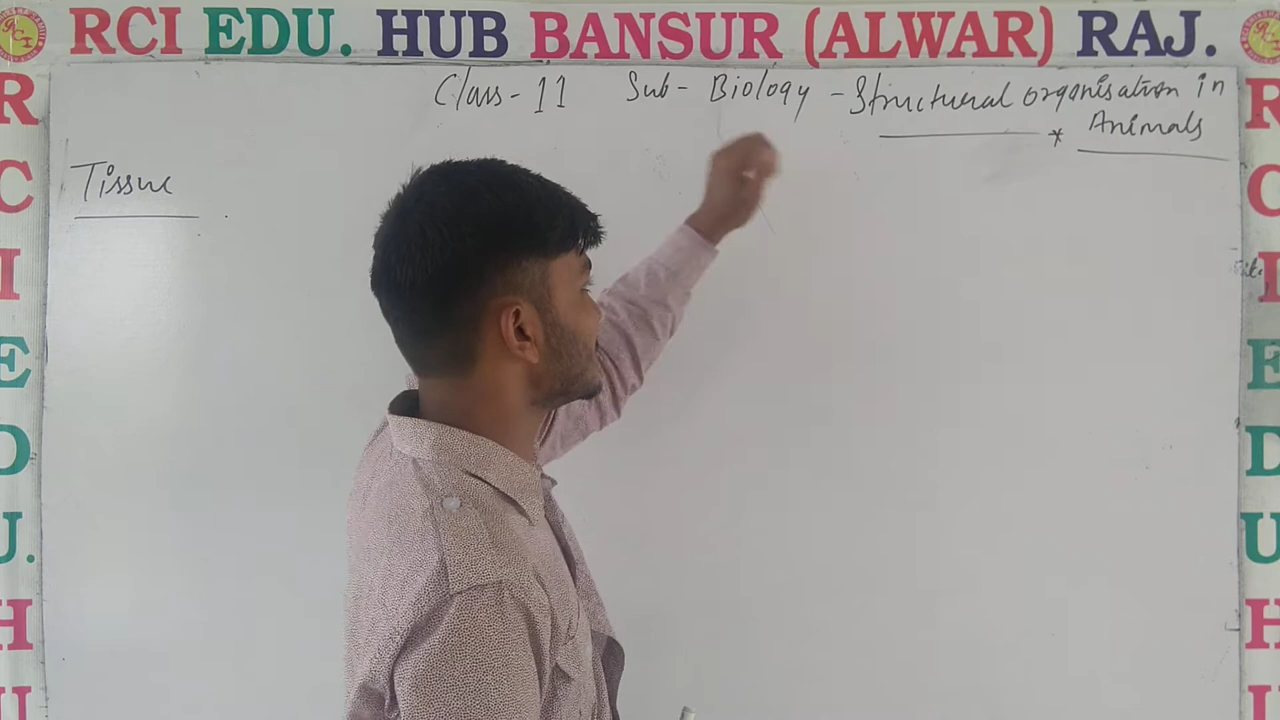 RCI EDU. HUB BANSUR (ALWAR) RAJ.
Class - 11 Sub - Biology - Structural organisation in
* Animals
Tissue
R
C
I
E
D
U.
H
U
R
C
I
E
D
U
H
U